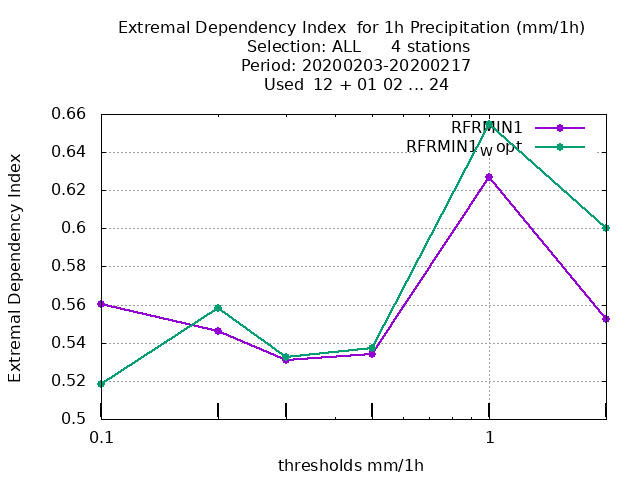 Extremal Dependency Index  for 1h Precipitation (mm/1h)
Selection: ALL      4 stations
Period: 20200203-20200217
Used  12 + 01 02 ... 24
RFRMIN1
RFRMIN1w opt
Extremal Dependency Index
0.66
0.64
0.62
0.6
0.58
0.56
0.54
0.52
0.5
0.1
1
thresholds mm/1h